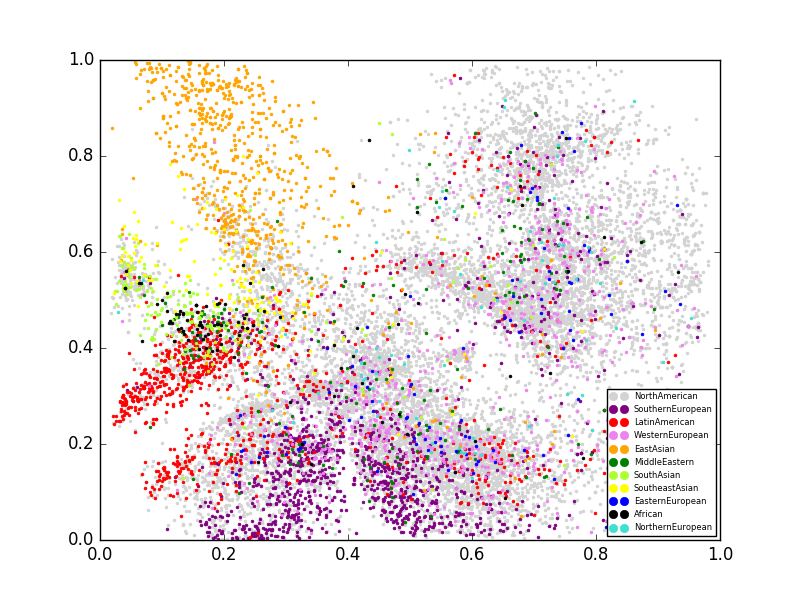 1.0
0.8
0.6
0.4
0.2
0.0
0.0 0.2 0.4 0.6 0.8 1.0
NorthAmerican
SouthernEuropean
LatinAmerican
WesternEuropean
EastAsian
MiddleEastern
SouthAsian
SoutheastAsian
EasternEuropean
African
NorthernEuropean